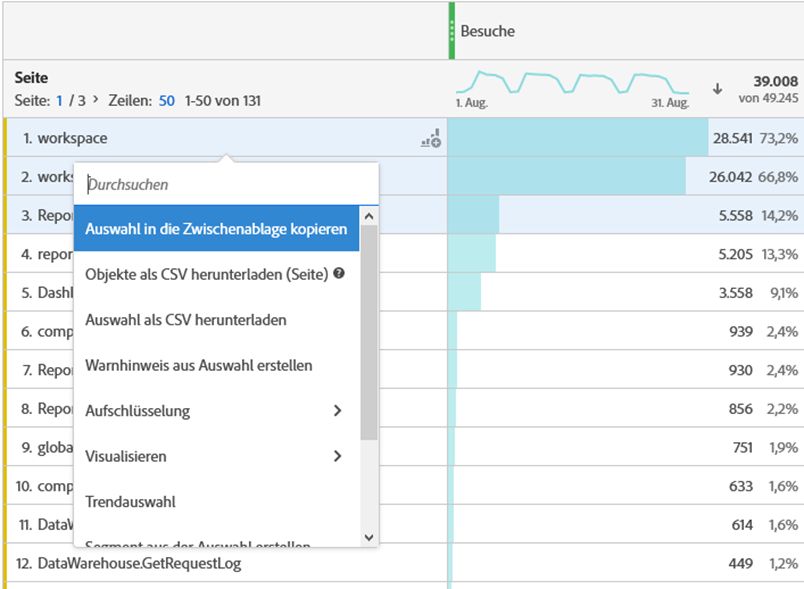 Besuche
Seite
Seite: 1 / 3 > Zeilen: 50 1-50 von 131
1. Aug. 31. Aug.
39.008
von 49.245
1. workspace 28.541 73,2%
2. works 26.042 66,8%
3. Repo 5.558 14,2%
4. repor 5.205 13,3%
5. Dashl 3.558 9,1%
6. comp 939 2,4%
7. Repo 930 2,4%
8. Repo 856 2,2%
9. globa 751 1,9%
10. comp 633 1,6%
11. DataW 614 1,6%
12. DataWarehouse.GetRequestLog 449 1,2%
Durchsuchen
Auswahl in die Zwischenablage kopieren
Objekte als CSV herunterladen (Seite) ?
Auswahl als CSV herunterladen
Warnhinweis aus Auswahl erstellen
Aufschlüsselung >
Visualisieren >
Trendauswahl
Segment aus der Auswahl erstellen